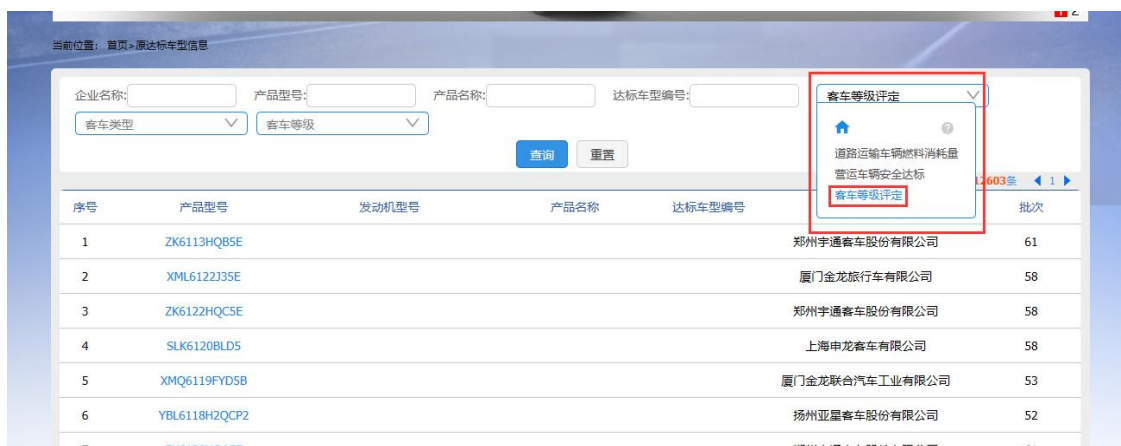 2
当前位置: 首页>原达标车型信息
企业名称: 产品型号: 产品名称: 达标车型编号: 客车等级评定
客车类型 客车等级
道路运输车辆燃料消耗量
查询 重置
营运车辆安全达标
2603条 1
客车等级评定
序号 产品型号 发动机型号 产品名称 达标车型编号 批次
1 ZK6113HQB5E 郑州宇通客车股份有限公司 61
2 XML6122J35E 厦门金龙旅行车有限公司 58
3 ZK6122HQC5E 郑州宇通客车股份有限公司 58
4 SLK6120BLD5 上海申龙客车有限公司 58
5 XMQ6119FYD5B 厦门金龙联合汽车工业有限公司 53
6 YBL6118H2QCP2 扬州亚星客车股份有限公司 52